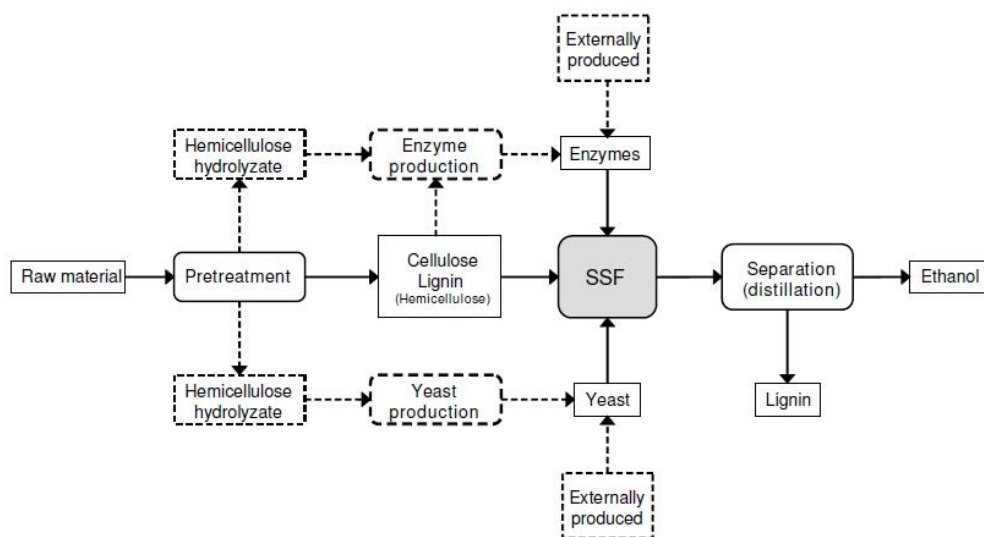 Externally
produced
Hemicellulose
hydrolyzate
Enzyme
production
Enzymes
Raw material
Pretreatment
Cellulose
Lignin
(Hemicellulose)
SSF
Separation
(distillation)
Ethanol
Hemicellulose
hydrolyzate
Yeast
production
Yeast
Lignin
Externally
produced